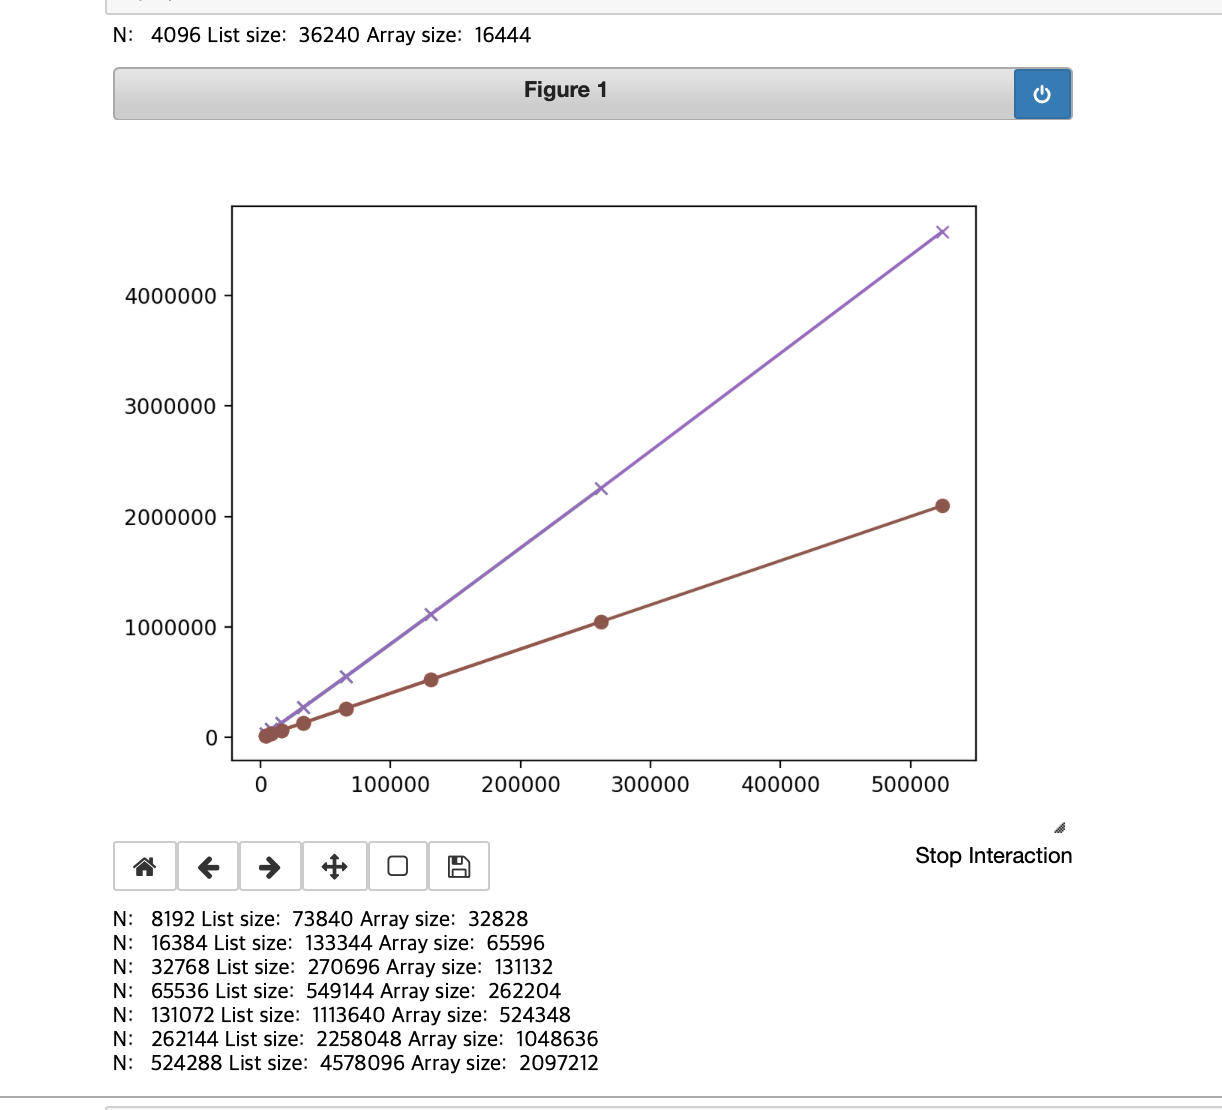 N: 4096 List size: 36240 Array size: 16444
Figure 1
4000000
3000000
2000000
1000000
0
0 100000 200000 300000 400000 500000
Stop Interaction
N: 8192 List size: 73840 Array size: 32828
N: 16384 List size: 133344 Array size: 65596
N: 32768 List size: 270696 Array size: 131132
N: 65536 List size: 549144 Array size: 262204
N: 131072 List size: 1113640 Array size: 524348
N: 262144 List size: 2258048 Array size: 1048636
N: 524288 List size: 4578096 Array size: 2097212